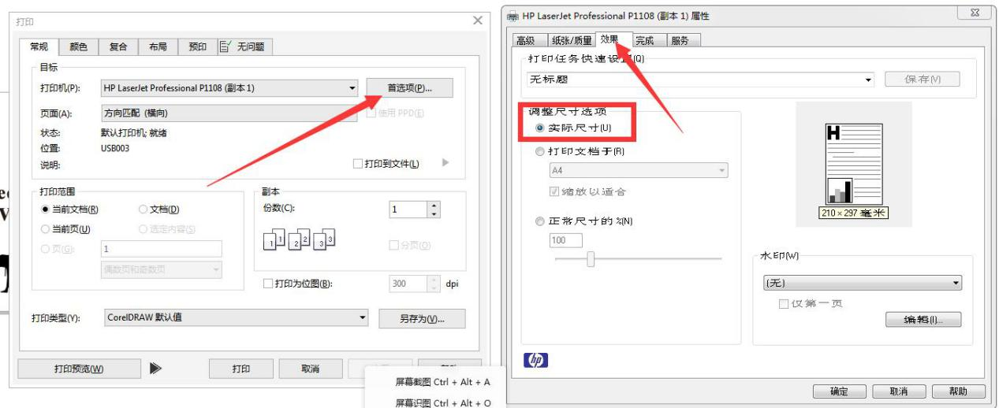 打印
常规
颜色
复合
布局
预印
无问题
目标
打印机(P):
HP LaserJet Professional P1108 (副本 1)
首选项(P)...
页面(A):
方向匹配 (横向)
使用 PPD(E)
状态:
默认打印机; 就绪
位置:
USB003
说明:
打印到文件(L)
打印范围
当前文档(R)
文档(D)
当前页(U)
选定内容(S)
页(G):
1
偶数页和奇数页
副本
份数(C):
1
1 1 2 2 3 3
分页(O)
打印为位图(B):
300
dpi
打印类型(Y):
CorelDRAW 默认值
另存为(V)...
打印预览(W)
打印
取消
屏幕截图 Ctrl + Alt + A
屏幕识图 Ctrl + Alt + O
HP LaserJet Professional P1108 (副本 1) 属性
高级
纸张/质量
效果
完成
服务
打印任务快速设置(Q)
无标题
保存(V)
调整尺寸选项
实际尺寸(U)
打印文档于(R)
A4
缩放以适合
正常尺寸的 %(N)
100
H
210 × 297 毫米
水印(W)
(无)
仅第一页
编辑(I)...
hp
确定
取消
帮助